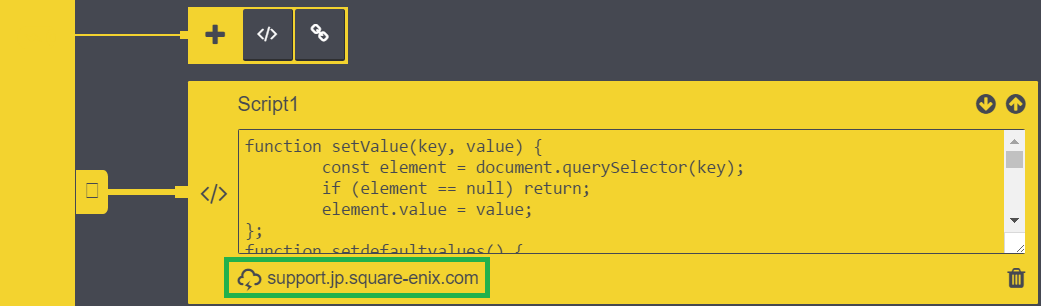 Script1
function setValue(key, value) {
const element = document.querySelector(key);
if (element == null) return;
element.value = value;
};
function setdefaultvalues() {
support.jp.square-enix.com